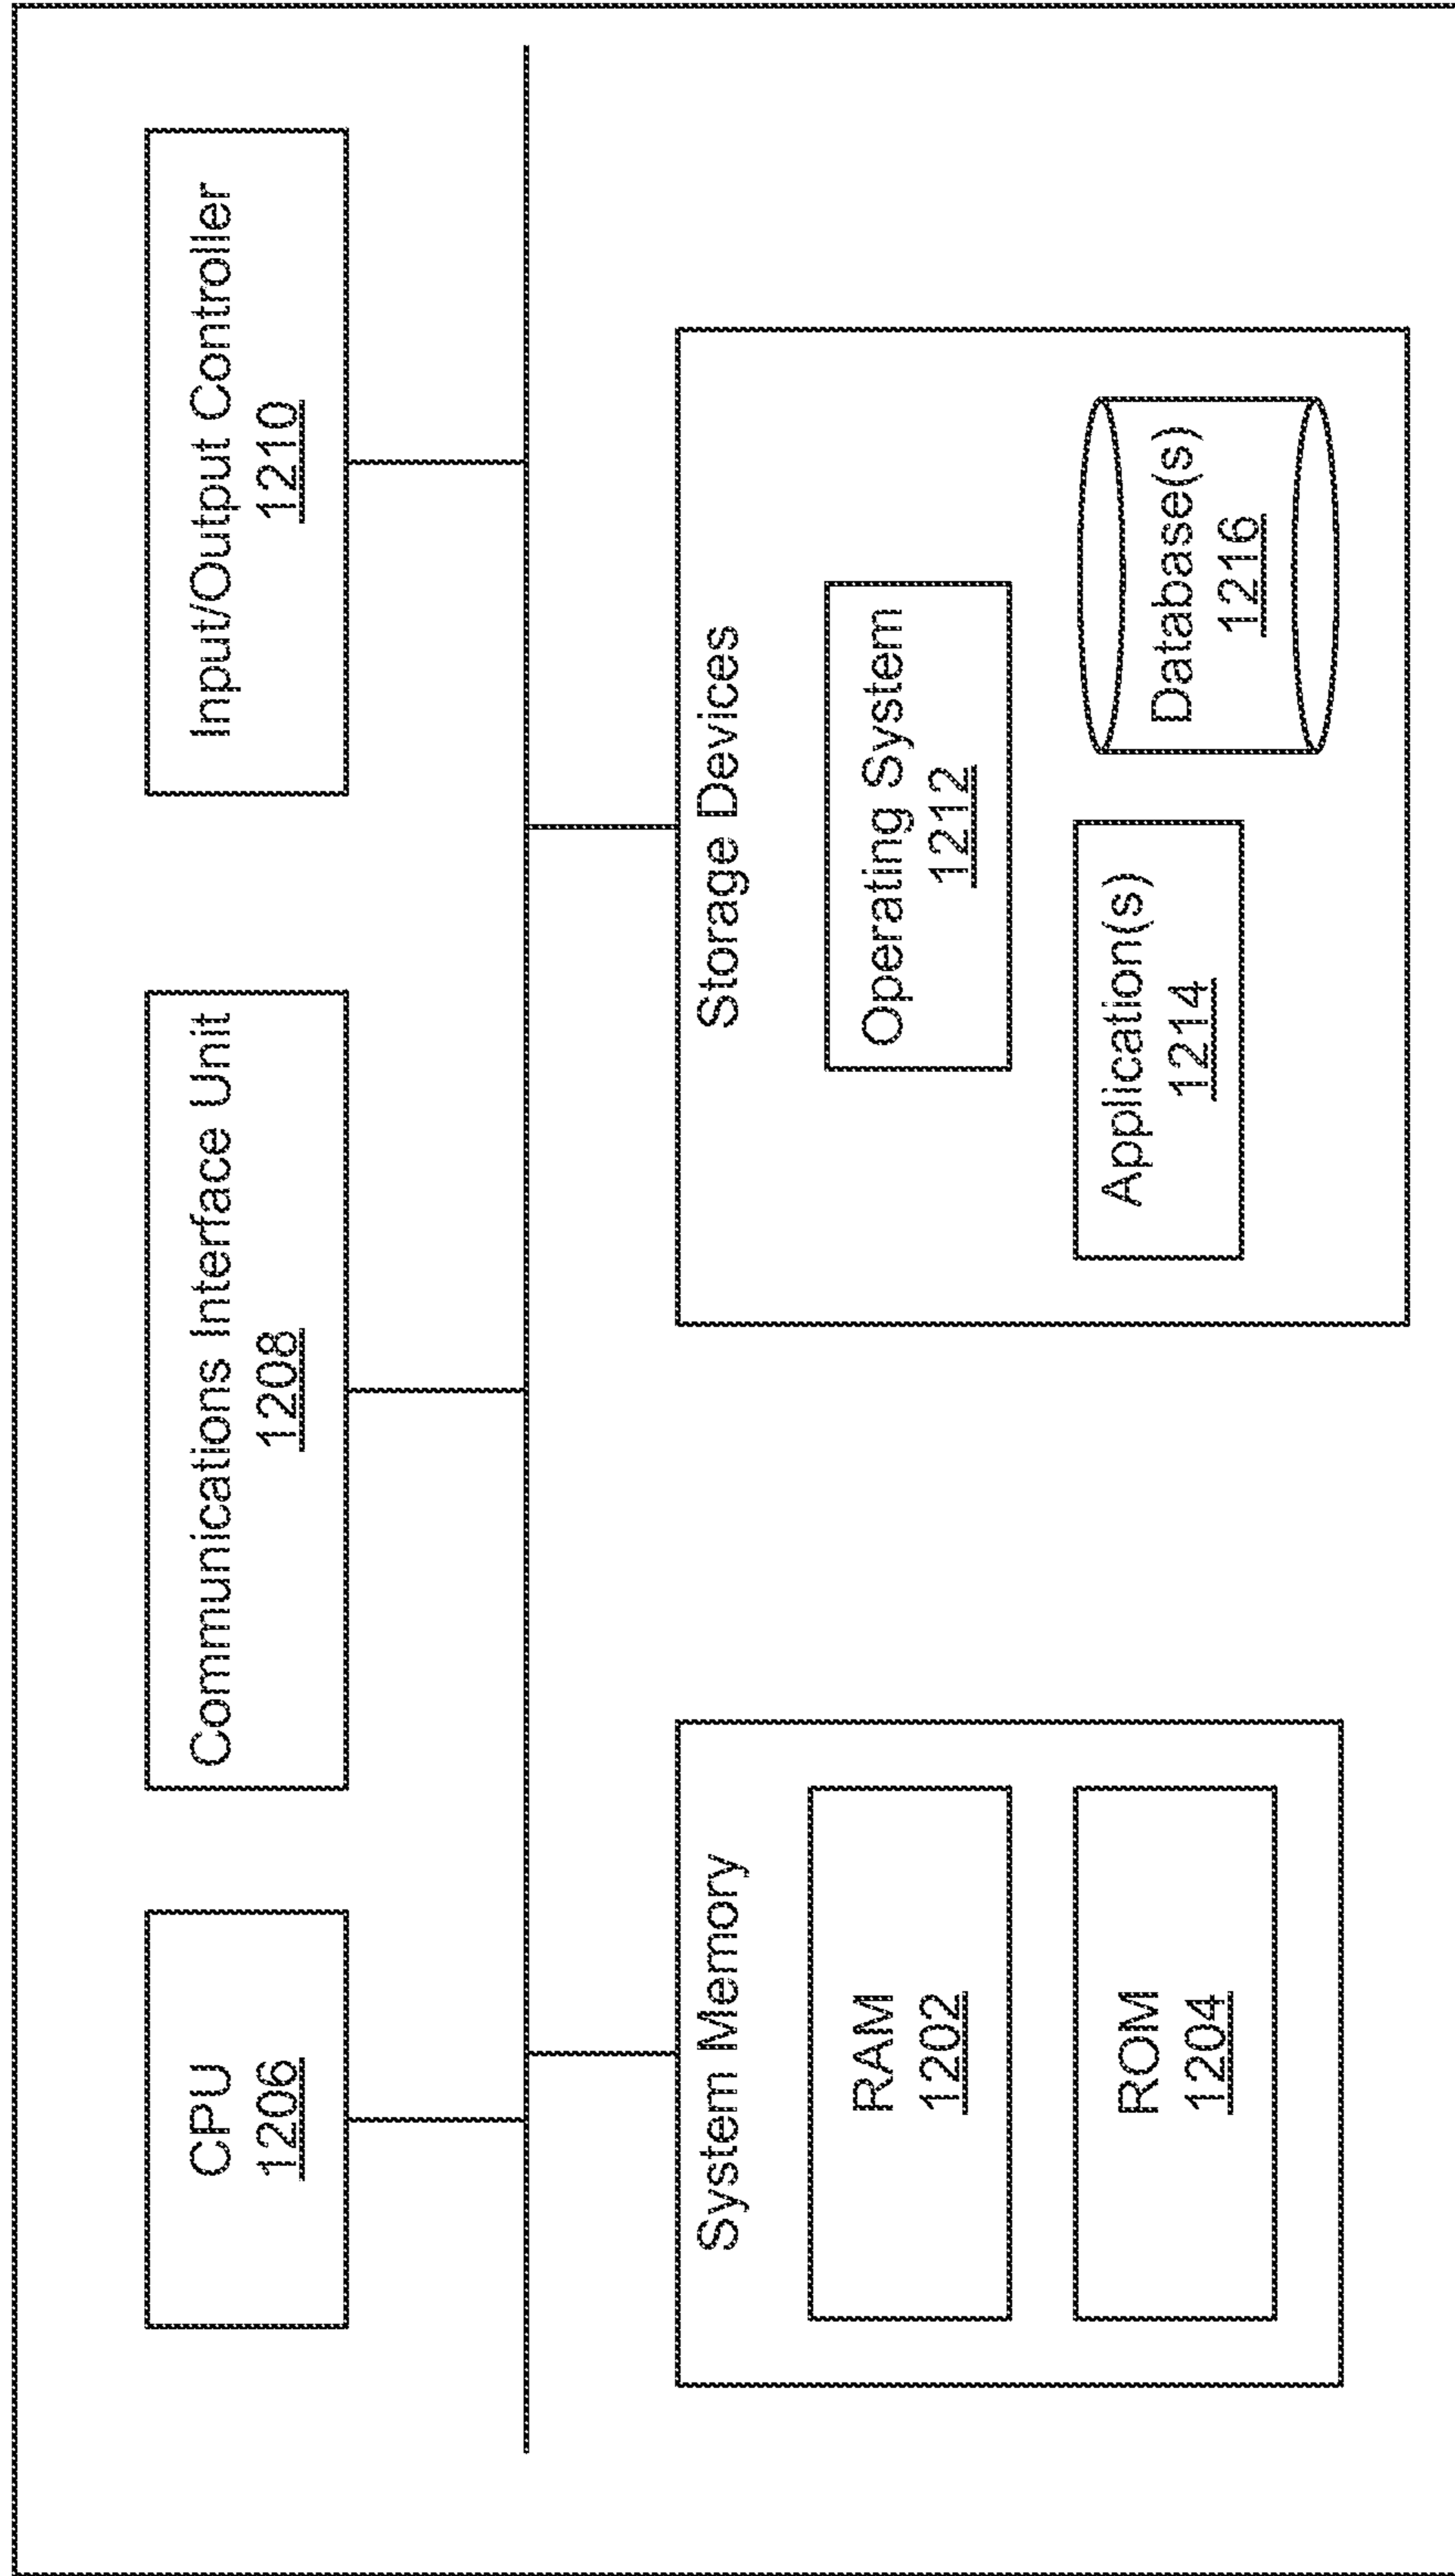 CPU
1206
Communications Interface Unit
1208
Input/Output Controller
1210
System Memory
RAM
1202
ROM
1204
Storage Devices
Operating System
1212
Application(s)
1214
Database(s)
1216